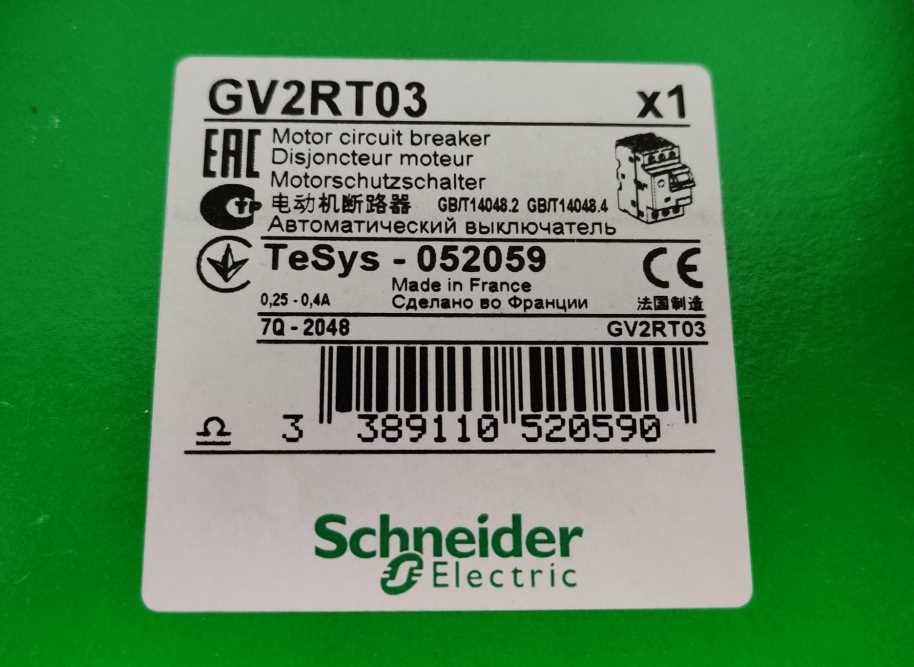 GV2RT03 x1
EAC Motor circuit breaker
Disjoncteur moteur
Motorschutzschalter
电动机断路器 GB/T14048.2 GB/T14048.4
Автоматический выключатель
TeSys - 052059 CE
Made in France
0,25 - 0,4A Сделано во Франции 法国制造
7Q - 2048 GV2RT03
3 389110 520590
Schneider
Electric